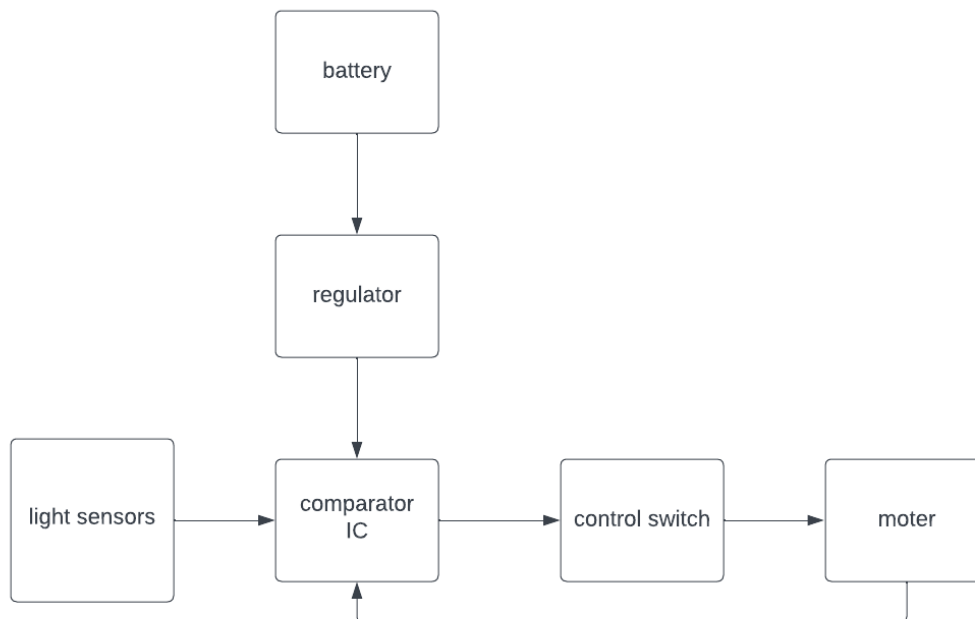 battery
regulator
light sensors
comparator
IC
control switch
moter